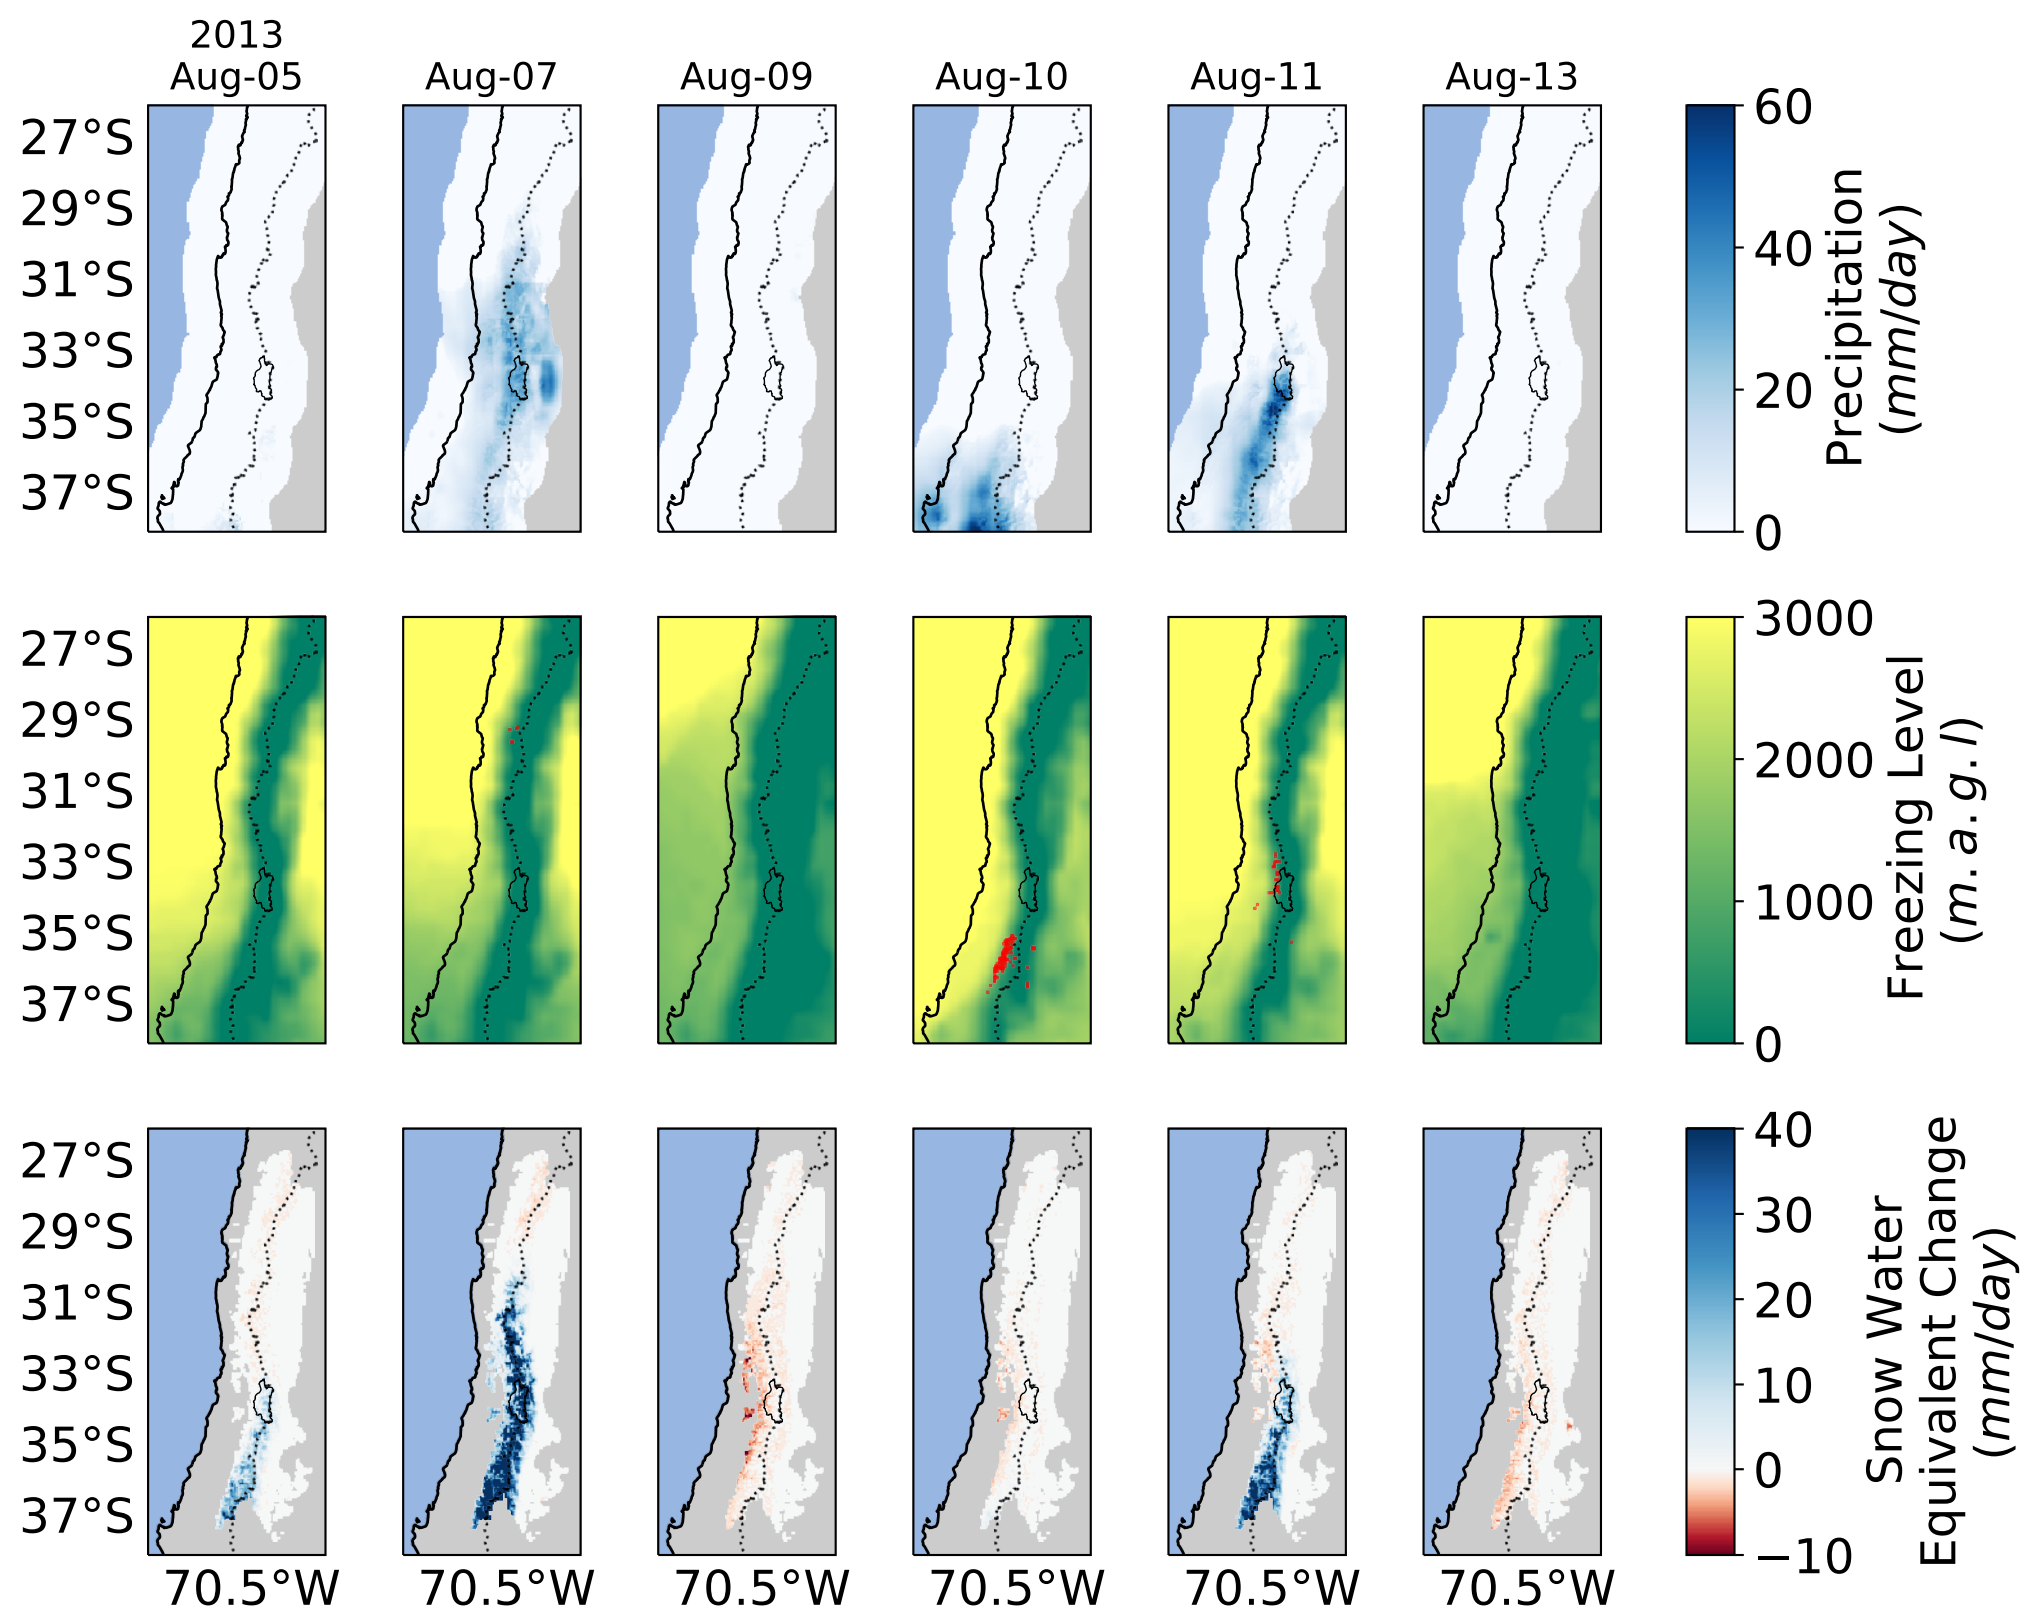 2013
Aug-05 Aug-07 Aug-09 Aug-10 Aug-11 Aug-13
27°S
29°S
31°S
33°S
35°S
37°S
60
40
20
0
Precipitation
(mm/day)
27°S
29°S
31°S
33°S
35°S
37°S
3000
2000
1000
0
Freezing Level
(m.a.g.l)
27°S
29°S
31°S
33°S
35°S
37°S
40
30
20
10
0
−10
Snow Water
Equivalent Change
(mm/day)
70.5°W 70.5°W 70.5°W 70.5°W 70.5°W 70.5°W